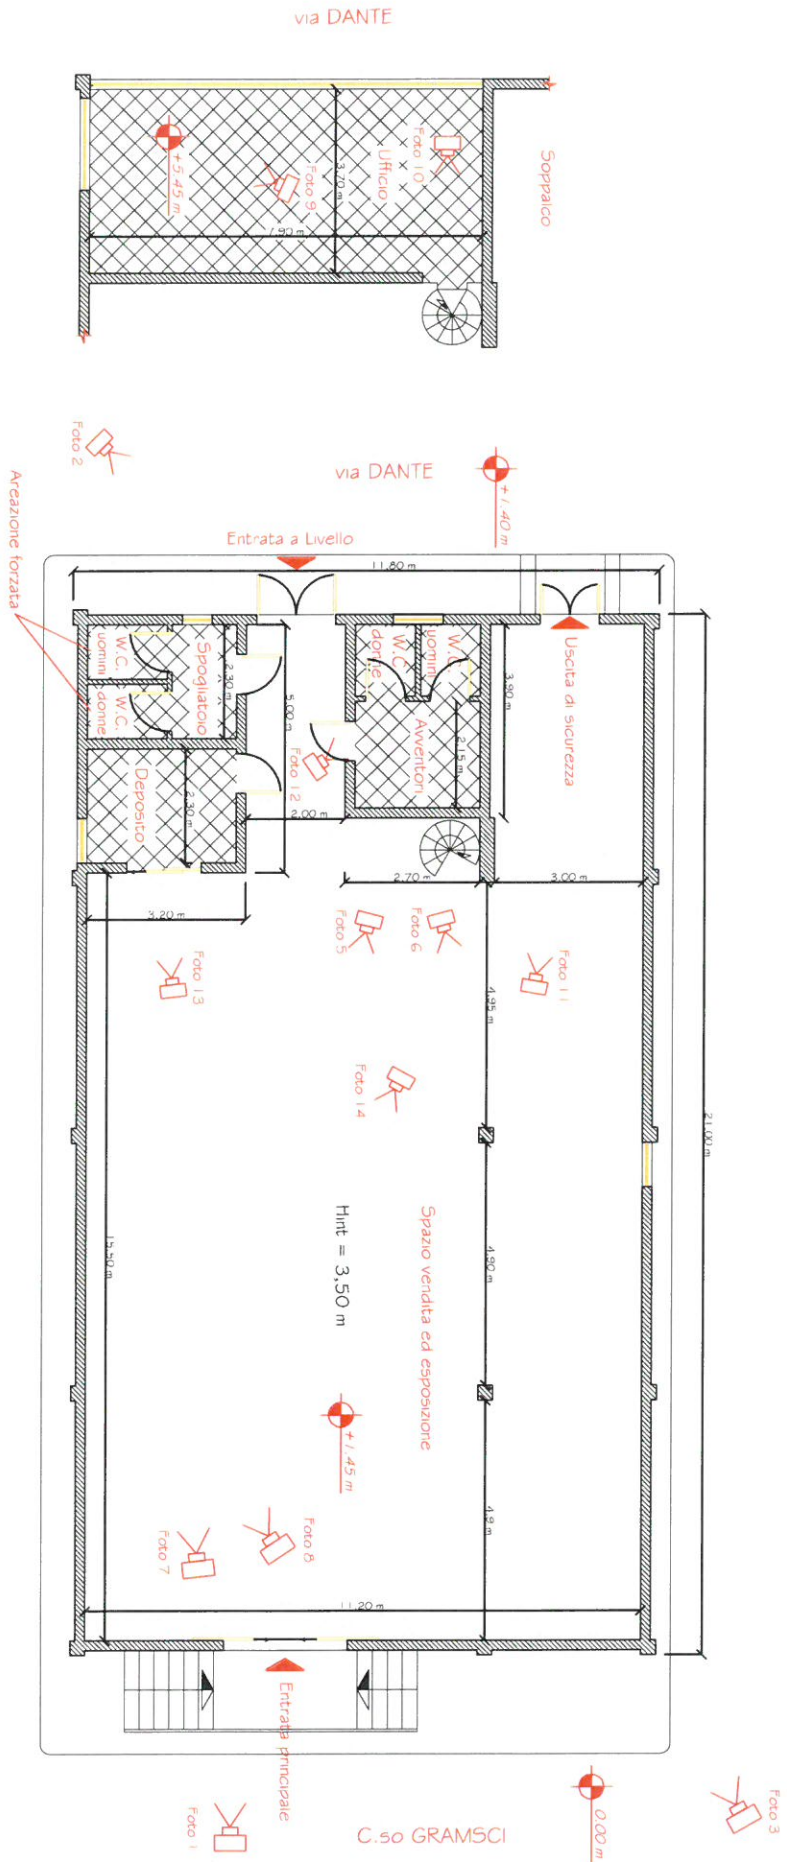 via DANTE
Soppalco
Foto 10
Ufficio
3.70 m
Foto 9
+5.45 m
7.90 m
Foto 2
via DANTE
+1.40 m
Areazione forzata
Entrata a Livello
11.80 m
Uscita di sicurezza
3.90 m
W.C. uomini
W.C. donne
Avventori
2.15 m
W.C. uomini
W.C. donne
Spogliatoio
2.30 m
5.00 m
Foto 12
Deposito
2.30 m
2.00 m
2.70 m
3.00 m
3.20 m
Foto 5
Foto 6
Foto 11
Foto 13
4.95 m
Foto 14
21.00 m
Spazio vendita ed esposizione
Hint = 3,50 m
4.90 m
15.50 m
+1.45 m
4.9 m
Foto 8
Foto 7
11.20 m
Entrata principale
Foto 1
C.so GRAMSCI
0.00 m
Foto 3